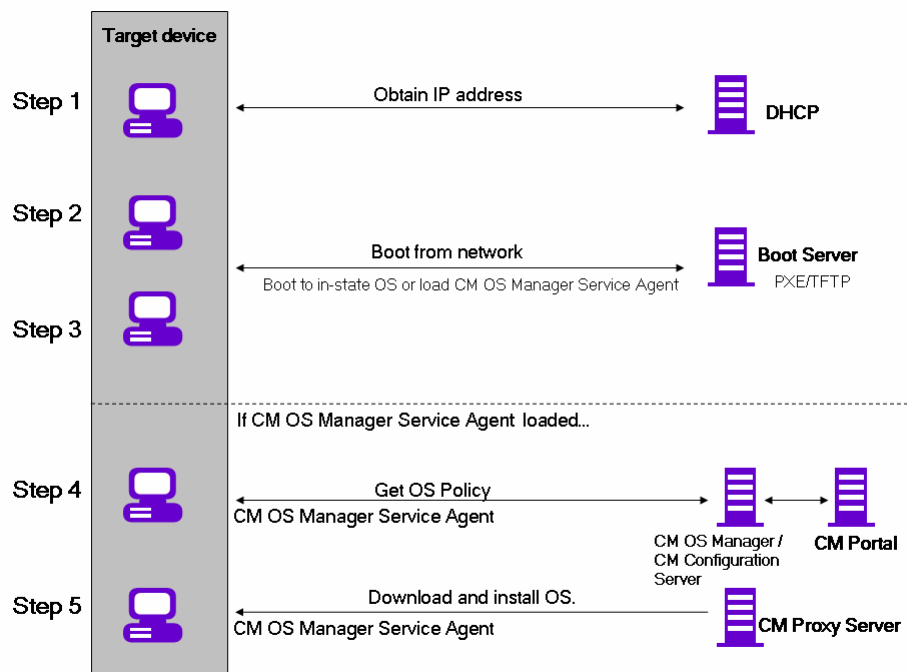 Target device
Step 1
Obtain IP address
DHCP
Step 2
Boot from network
Boot Server
Boot to in-state OS or load CM OS Manager Service Agent
PXE/TFTP
Step 3
If CM OS Manager Service Agent loaded...
Step 4
Get OS Policy
CM OS Manager Service Agent
CM OS Manager /
CM Configuration
Server
CM Portal
Step 5
Download and install OS.
CM OS Manager Service Agent
CM Proxy Server